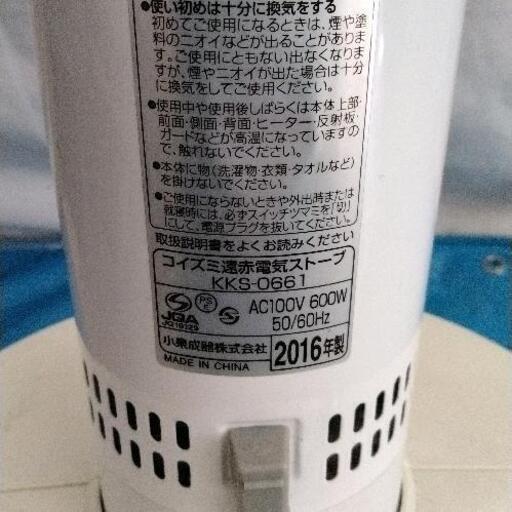 ●使い初めは十分に換気をする
初めてご使用になるときは、煙や塗
料のニオイなどが出ることがあります。
ご使用にともない出なくなりま
すが、煙やニオイが出た場合は十分
に換気をしてご使用ください。
●使用中や使用後しばらくは本体上部・
前面・側面・背面・ヒーター・反射板・
ガードなどが高温になっていますの
で、触れないでください。
●本体に物(洗濯物・衣類・タオルなど)
を掛けないでください。
●ご使用にならないときや外出時または
就寝時には、必ずスイッチツマミを「切」
にして、電源プラグを抜いてください。
取扱説明書をよくお読みください
コイズミ遠赤電気ストーブ
KKS-0661
JQA
PS
E
AC100V 600W
50/60Hz
小泉成器株式会社
2016年製
MADE IN CHINA